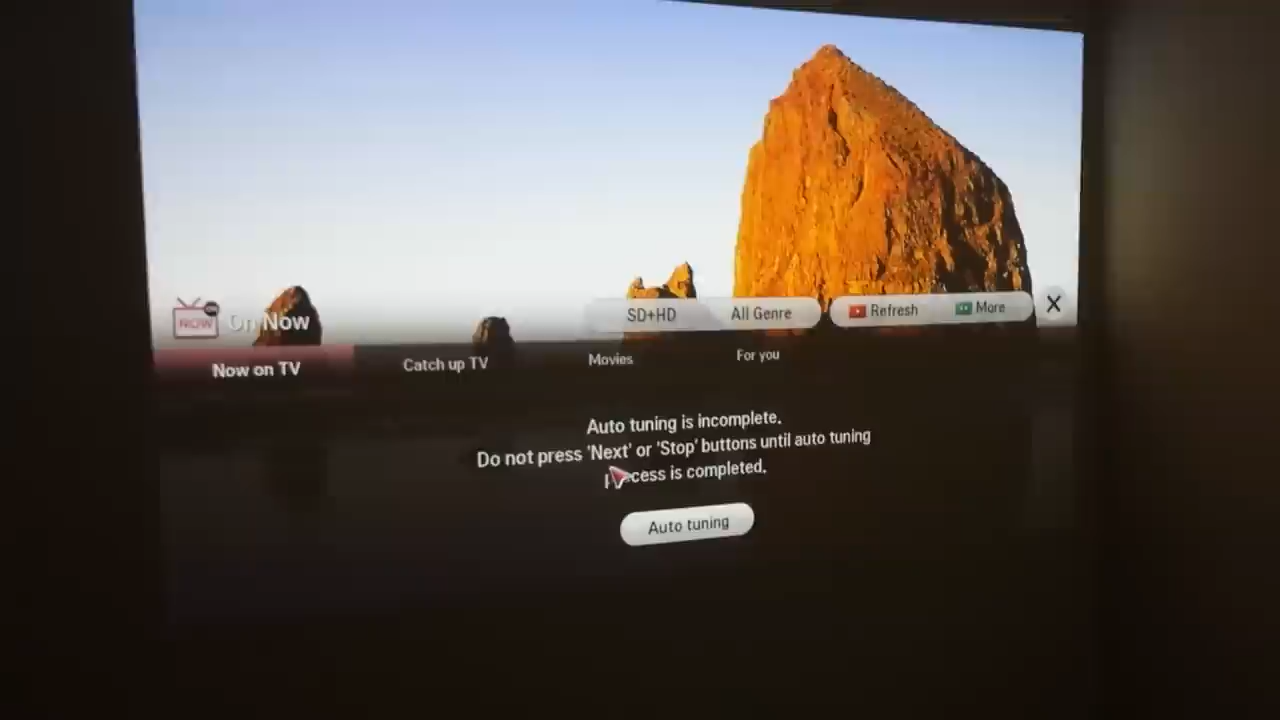 NOW
On Now
SD+HD
All Genre
Refresh
More
X
Now on TV
Catch up TV
Movies
For you
Auto tuning is incomplete.
Do not press 'Next' or 'Stop' buttons until auto tuning
is completed.
Auto tuning